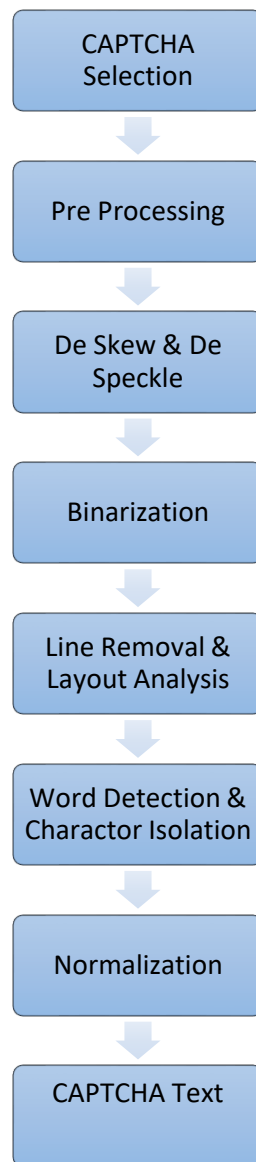 CAPTCHA
Selection
Pre Processing
De Skew & De
Speckle
Binarization
Line Removal &
Layout Analysis
Word Detection &
Charactor Isolation
Normalization
CAPTCHA Text